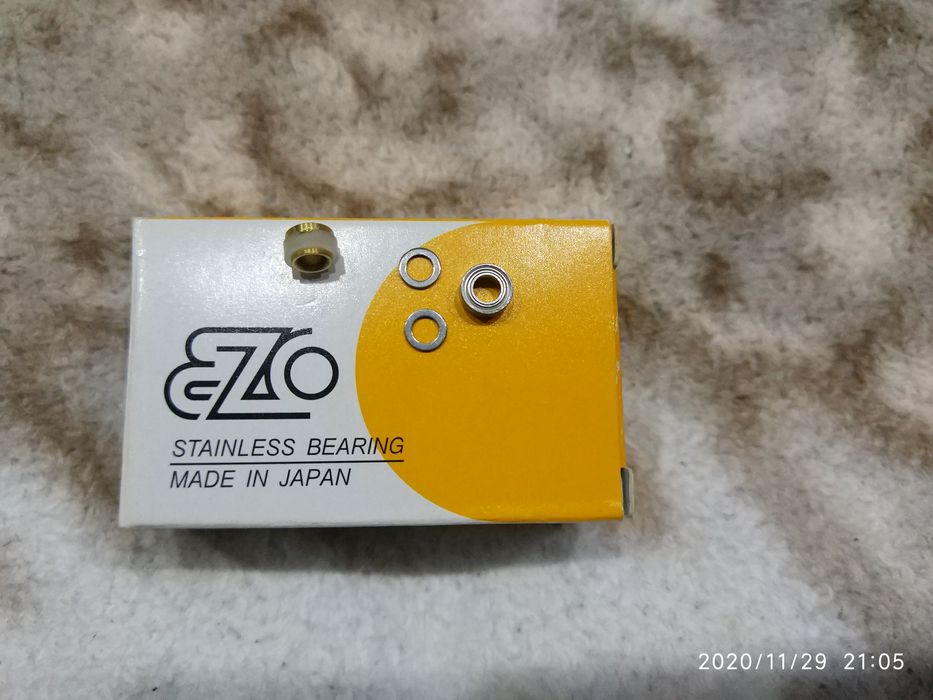 EZO
STAINLESS BEARING
MADE IN JAPAN
2020/11/29 21:05